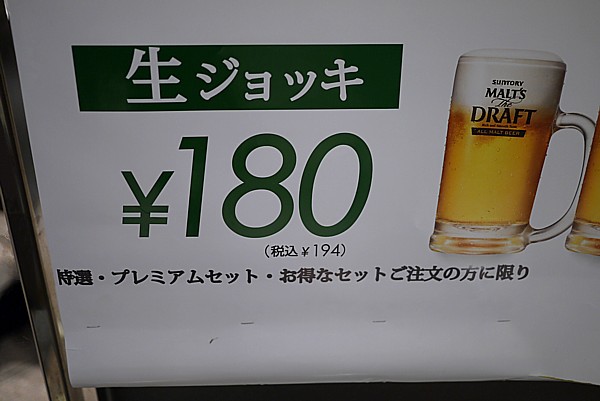 生ジョッキ
¥180
(税込¥194)
特選・プレミアムセット・お得なセットご注文の方に限り
SUNTORY
MALT'S
The
DRAFT
ALL MALT BEER